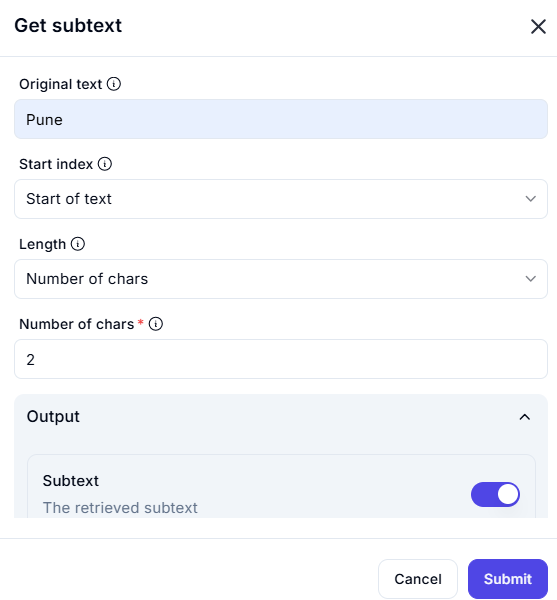 Get subtext
Original text
Pune
Start index
Start of text
Length
Number of chars
Number of chars *
2
Output
Subtext
The retrieved subtext
Cancel Submit